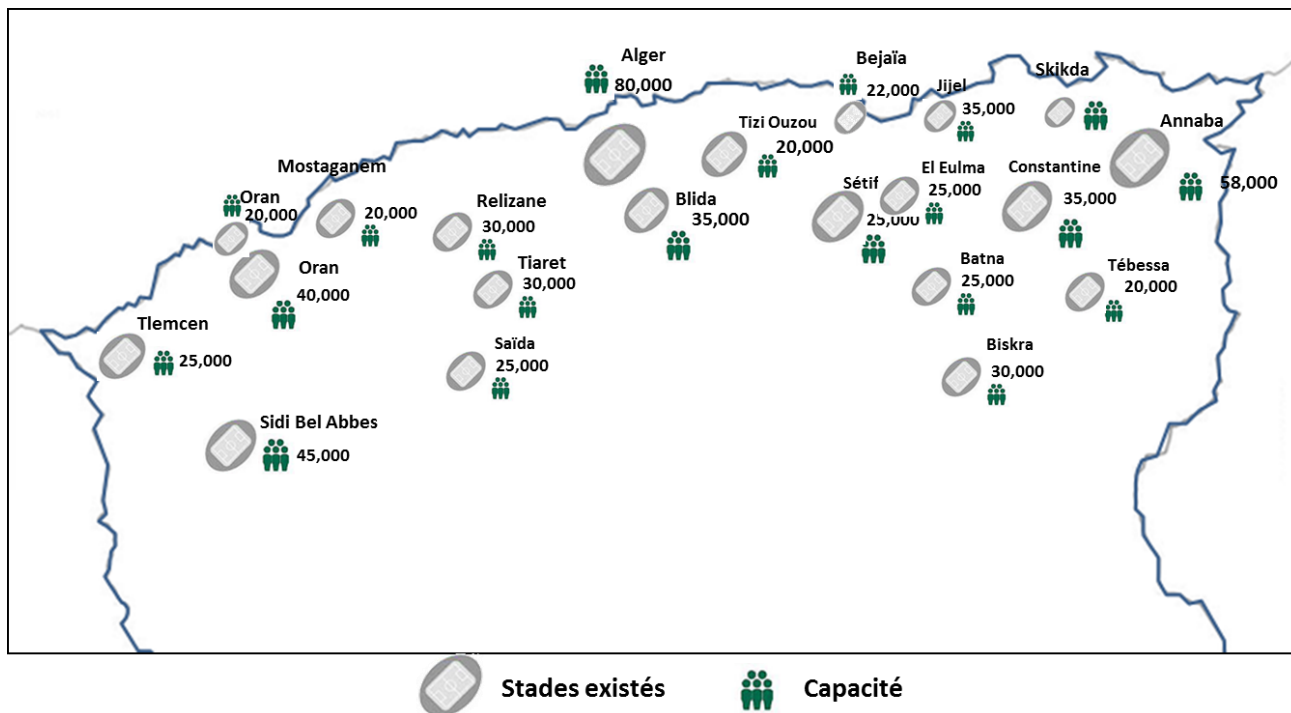 Alger
80,000
Bejaïa
22,000
Jijel
35,000
Skikda
Annaba
58,000
Tizi Ouzou
20,000
Mostaganem
20,000
Oran
20,000
Relizane
30,000
Blida
35,000
Sétif
25,000
El Eulma
25,000
Constantine
35,000
Oran
40,000
Tiaret
30,000
Batna
25,000
Tébessa
20,000
Tlemcen
25,000
Saïda
25,000
Biskra
30,000
Sidi Bel Abbes
45,000
Stades existés
Capacité